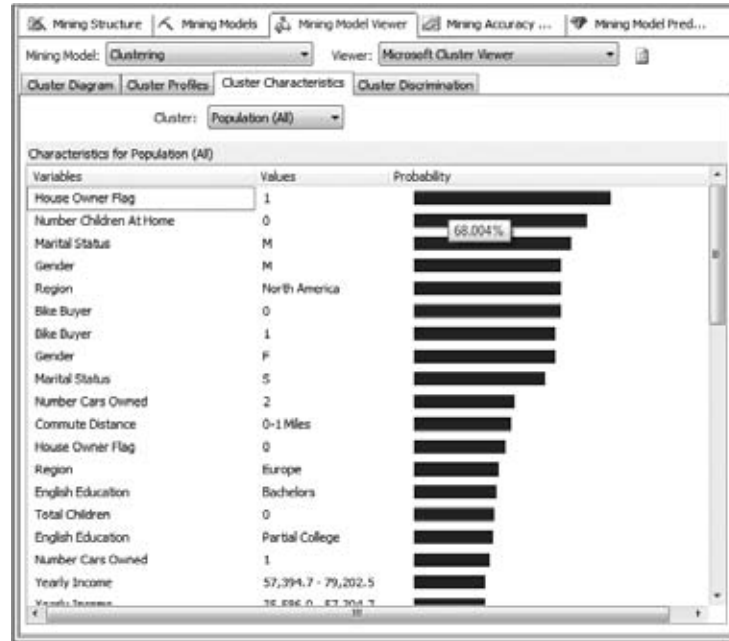 Mining Structure Mining Models Mining Model Viewer Mining Accuracy ... Mining Model Pred...
Mining Model: Clustering Viewer: Microsoft Cluster Viewer
Cluster Diagram Cluster Profiles Cluster Characteristics Cluster Discrimination
Cluster: Population (All)
Characteristics for Population (All)
Variables Values Probability
House Owner Flag 1
Number Children At Home 0
68.004%
Marital Status M
Gender M
Region North America
Bike Buyer 0
Bike Buyer 1
Gender F
Marital Status S
Number Cars Owned 2
Commute Distance 0-1 Miles
House Owner Flag 0
Region Europe
English Education Bachelors
Total Children 0
English Education Partial College
Number Cars Owned 1
Yearly Income 57,394.7 - 79,202.5
Yearly Income